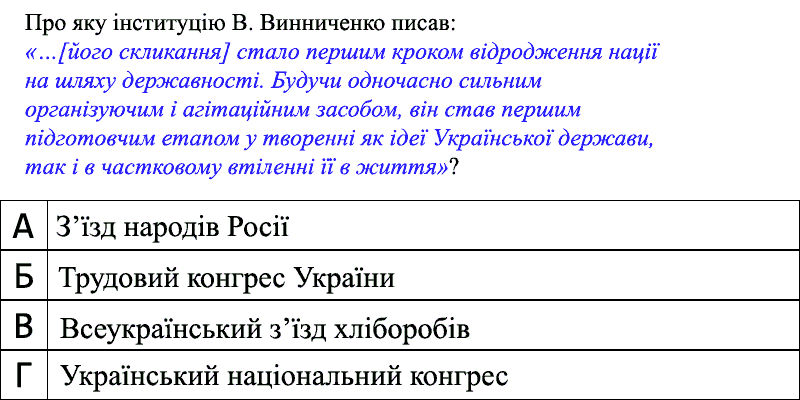 Про яку інституцію В. Винниченко писав:
«…[його скликання] стало першим кроком відродження нації
на шляху державності. Будучи одночасно сильним
організуючим і агітаційним засобом, він став першим
підготовчим етапом у творенні як ідеї Української держави,
так і в частковому втіленні її в життя»?
А З’їзд народів Росії
Б Трудовий конгрес України
В Всеукраїнський з’їзд хліборобів
Г Український національний конгрес